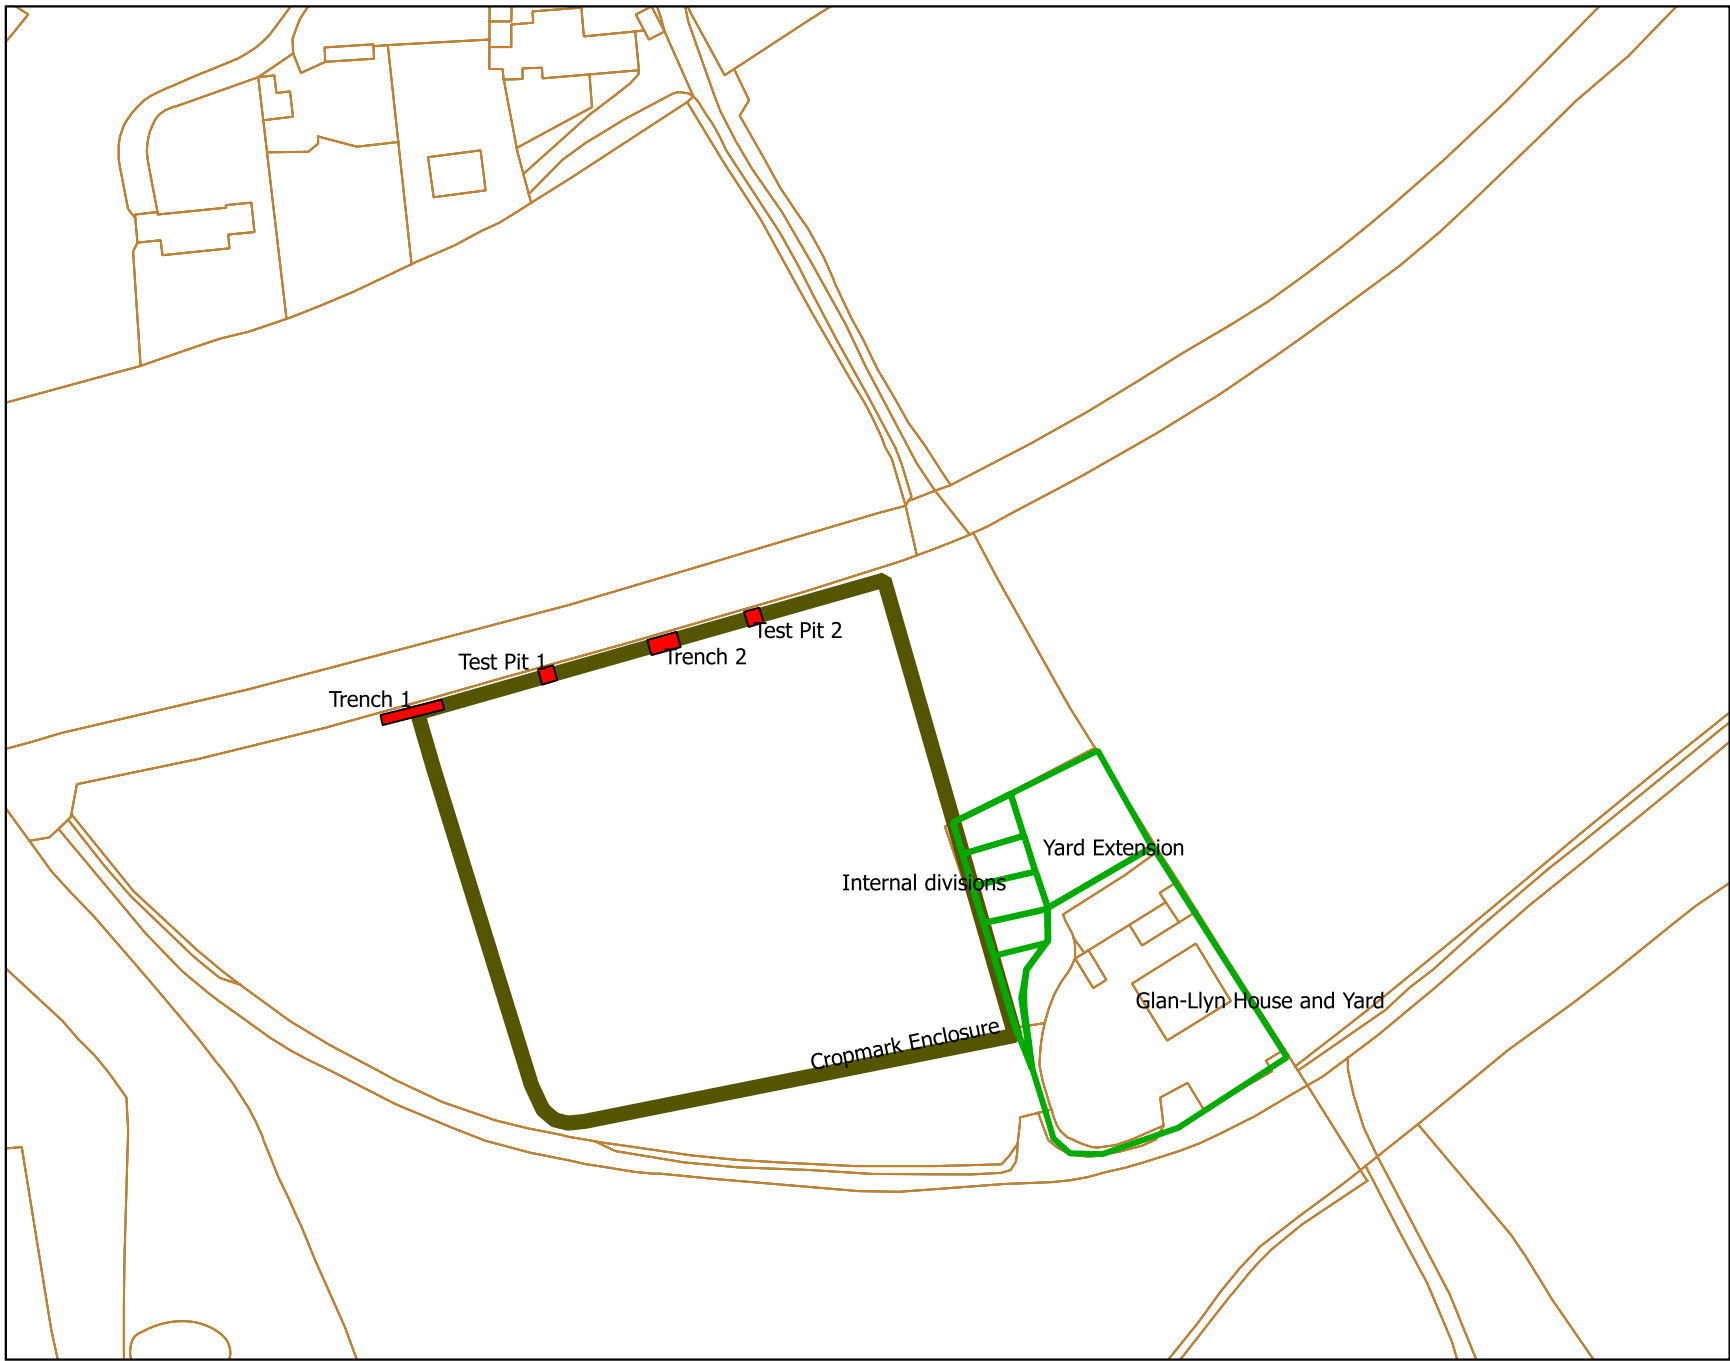 Test Pit 2
Trench 2
Test Pit 1
Trench 1
Yard Extension
Internal divisions
Glan-Llyn House and Yard
Cropmark Enclosure